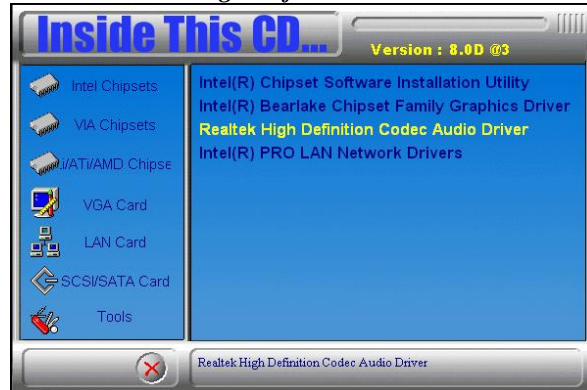 Inside This CD...
Version : 8.0D @3
Intel Chipsets
VIA Chipsets
.i/ATi/AMD Chipse
VGA Card
LAN Card
SCSI/SATA Card
Tools
Intel(R) Chipset Software Installation Utility
Intel(R) Bearlake Chipset Family Graphics Driver
Realtek High Definition Codec Audio Driver
Intel(R) PRO LAN Network Drivers
Realtek High Definition Codec Audio Driver